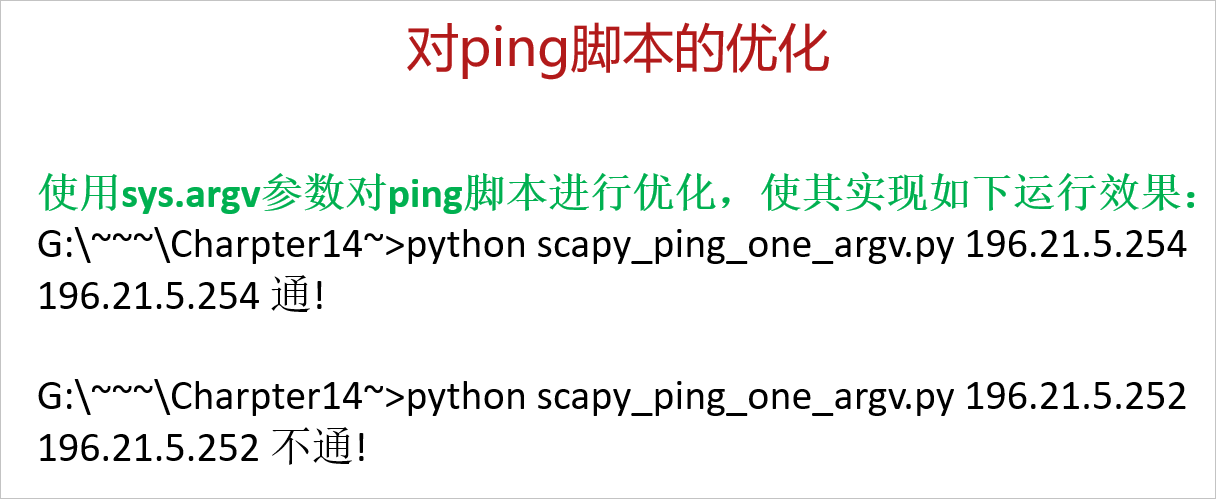 对ping脚本的优化
使用sys.argv参数对ping脚本进行优化，使其实现如下运行效果：
G:\~~~\Charpter14~>python scapy_ping_one_argv.py 196.21.5.254
196.21.5.254 通!
G:\~~~\Charpter14~>python scapy_ping_one_argv.py 196.21.5.252
196.21.5.252 不通!